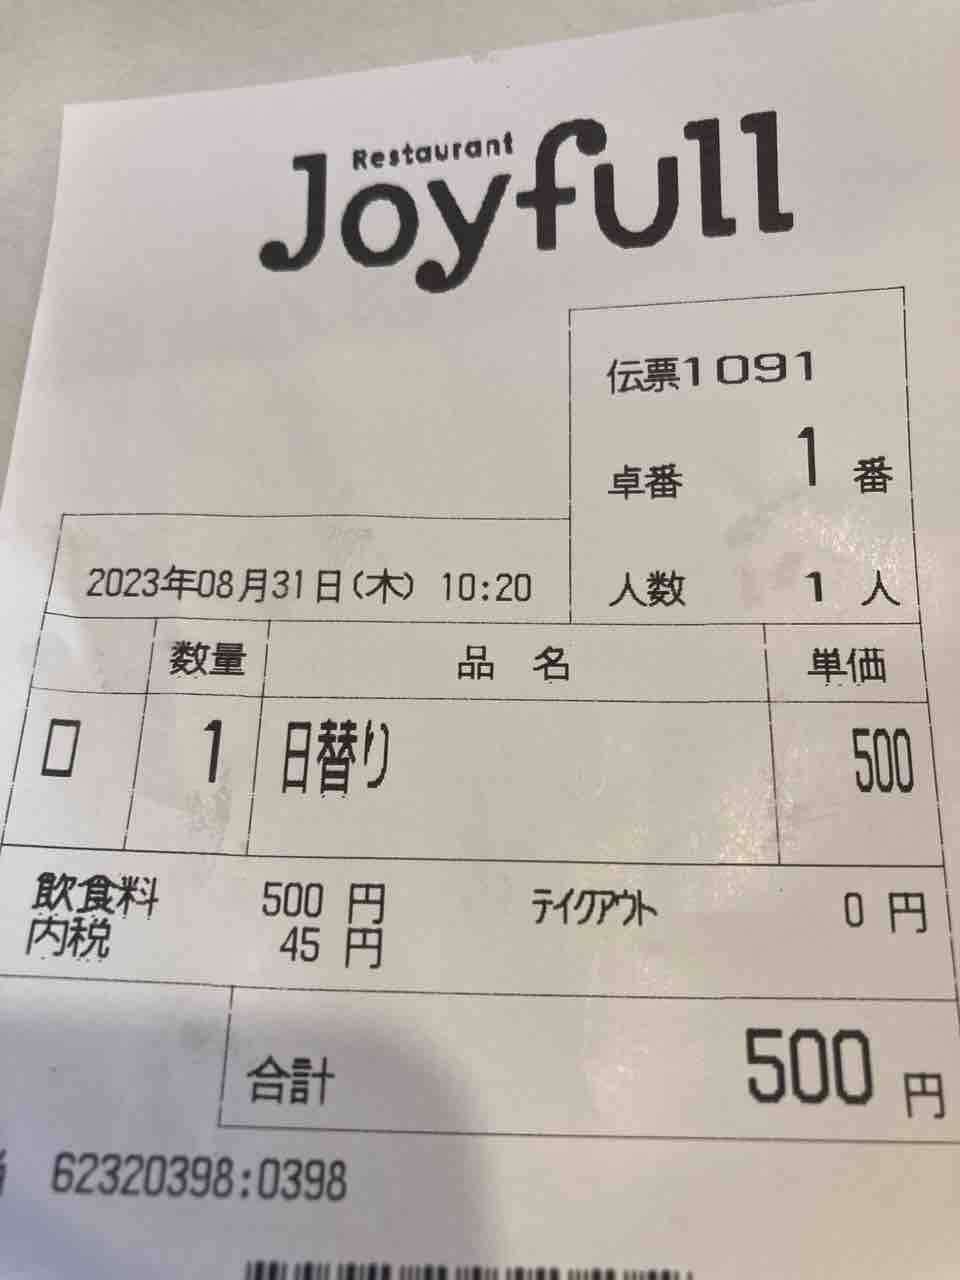 Restaurant
Joyfull
伝票1091
卓番 1 番
2023年08月31日(木) 10:20
人数 1 人
数量 品 名 単価
ロ 1 日替り 500
飲食料 500 円 テイクアウト 0 円
内税 45 円
合計 500 円
62320398:0398